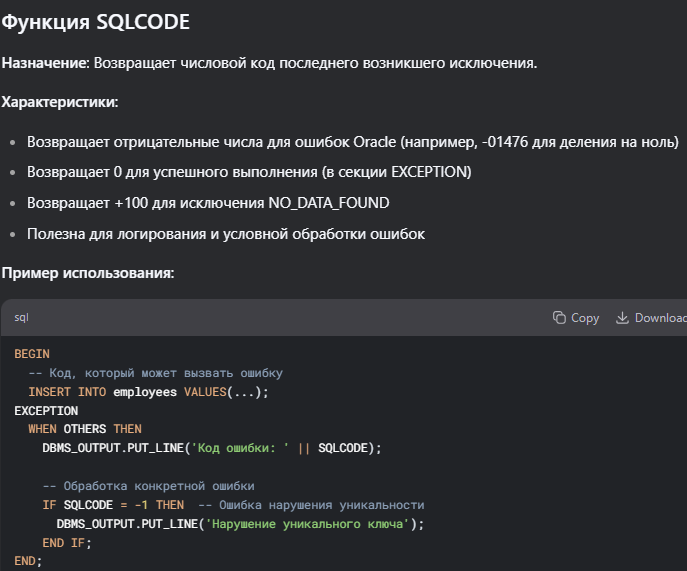 Функция SQLCODE
Назначение: Возвращает числовой код последнего возникшего исключения.
Характеристики:
• Возвращает отрицательные числа для ошибок Oracle (например, -01476 для деления на ноль)
• Возвращает 0 для успешного выполнения (в секции EXCEPTION)
• Возвращает +100 для исключения NO_DATA_FOUND
• Полезна для логирования и условной обработки ошибок
Пример использования:
sql Copy Download
BEGIN
  -- Код, который может вызвать ошибку
  INSERT INTO employees VALUES(...);
EXCEPTION
  WHEN OTHERS THEN
    DBMS_OUTPUT.PUT_LINE('Код ошибки: ' || SQLCODE);
    -- Обработка конкретной ошибки
    IF SQLCODE = -1 THEN  -- Ошибка нарушения уникальности
      DBMS_OUTPUT.PUT_LINE('Нарушение уникального ключа');
    END IF;
END;